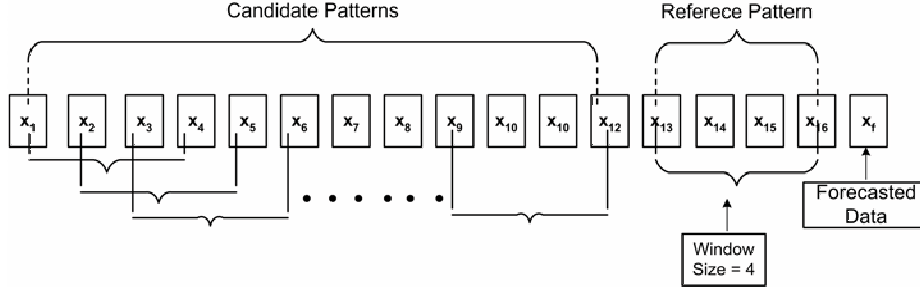 Candidate Patterns
Referece Pattern
x1 x2 x3 x4 x5 x6 x7 x8 x9 x10 x10 x12 x13 x14 x15 x16 xf
Forecasted
Data
Window
Size = 4